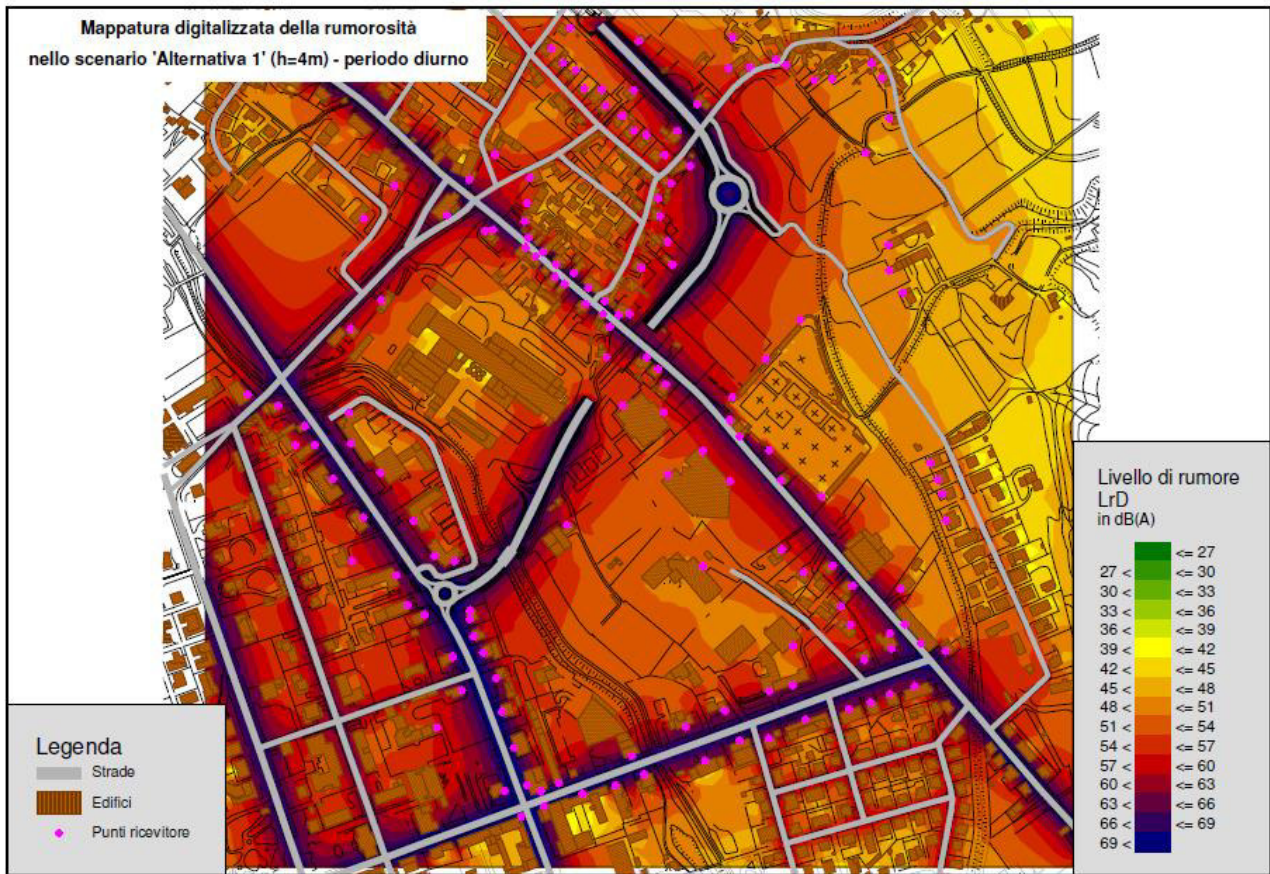 Mappatura digitalizzata della rumorosità
nello scenario 'Alternativa 1' (h=4m) - periodo diurno
Legenda
Strade
Edifici
Punti ricevitore
Livello di rumore
LrD
in dB(A)
<= 27
27 < <= 30
30 < <= 33
33 < <= 36
36 < <= 39
39 < <= 42
42 < <= 45
45 < <= 48
48 < <= 51
51 < <= 54
54 < <= 57
57 < <= 60
60 < <= 63
63 < <= 66
66 < <= 69
69 <